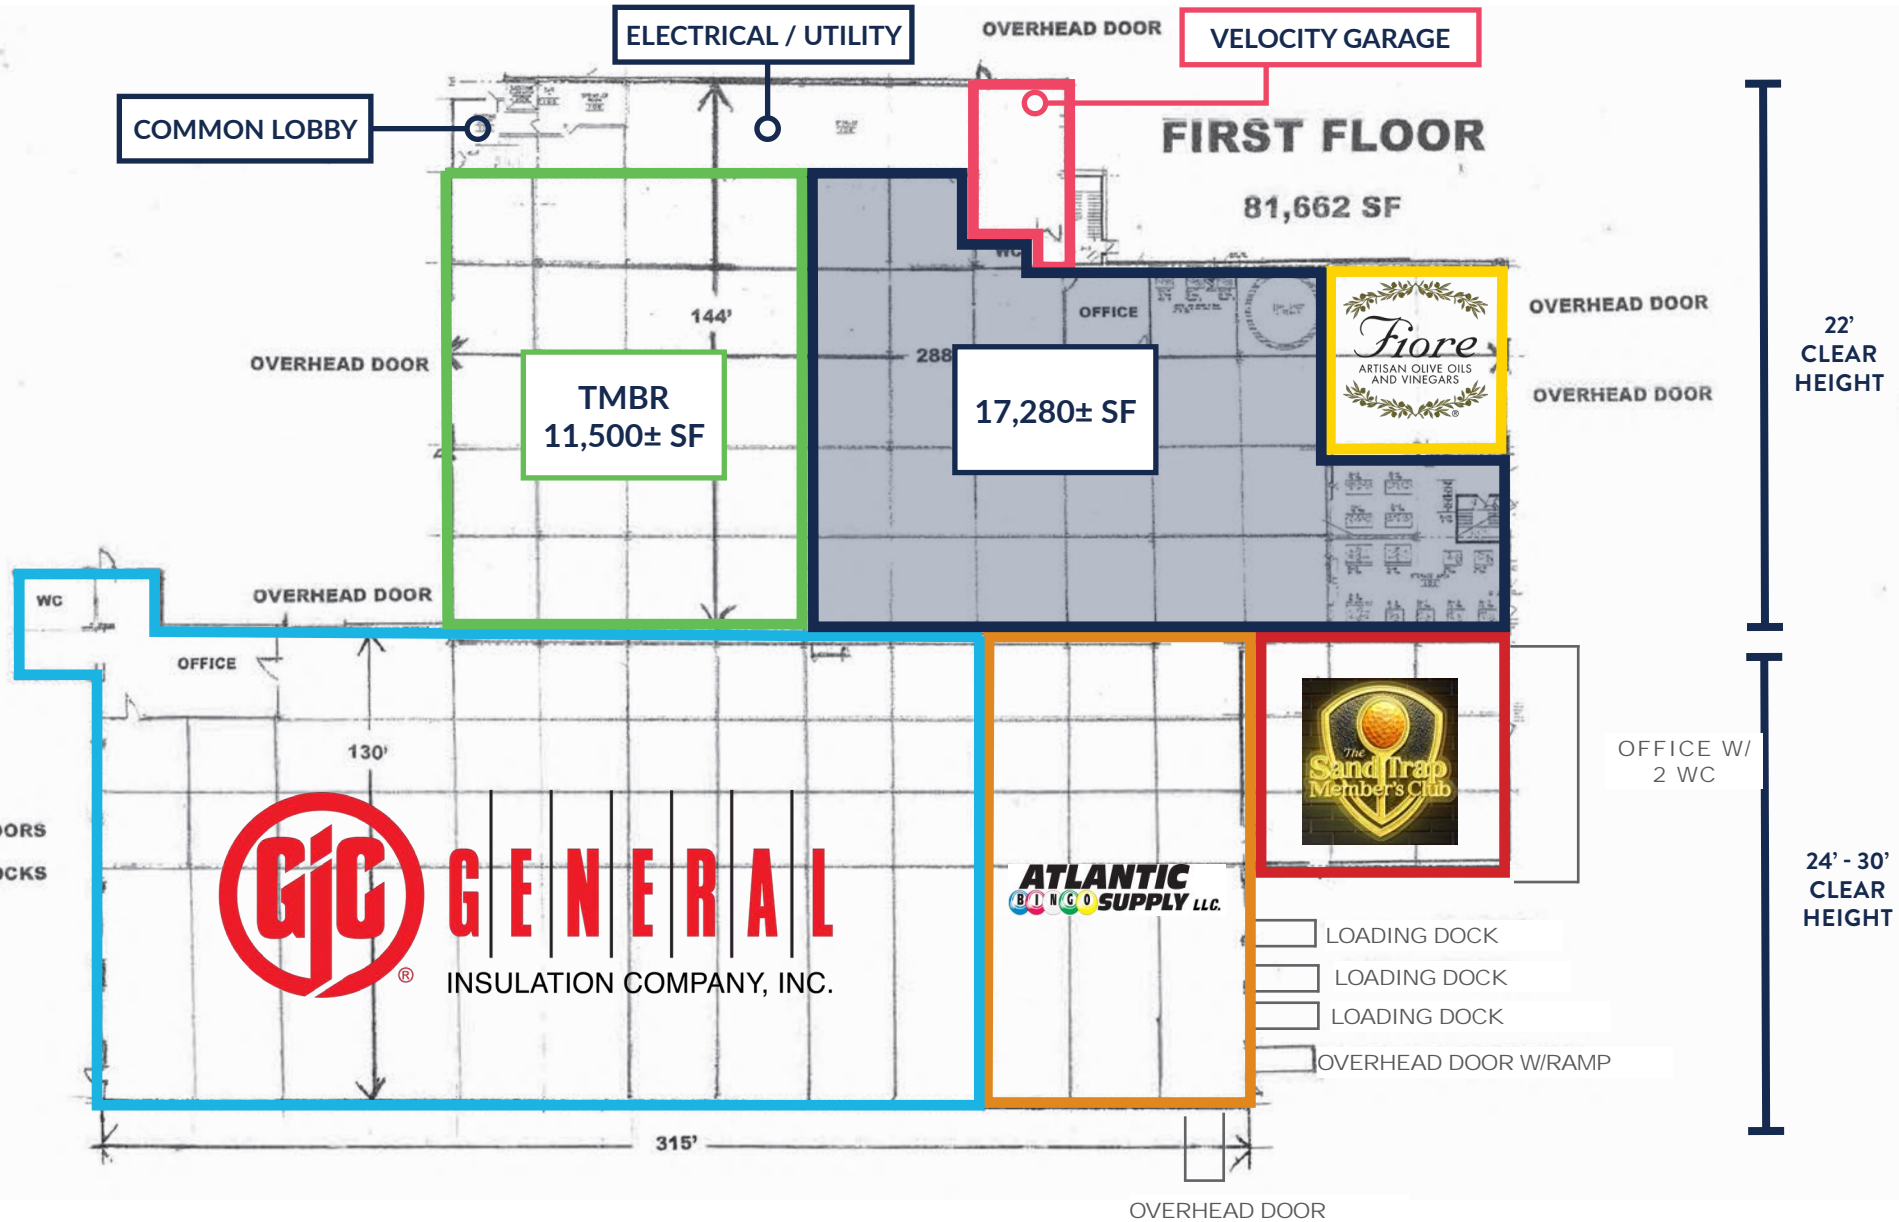 ELECTRICAL / UTILITY
OVERHEAD DOOR
VELOCITY GARAGE
COMMON LOBBY
FIRST FLOOR
81,662 SF
WC
OFFICE
144'
288
OVERHEAD DOOR
TMBR
11,500± SF
17,280± SF
Fiore
ARTISAN OLIVE OILS
AND VINEGARS
®
OVERHEAD DOOR
OVERHEAD DOOR
22'
CLEAR
HEIGHT
WC
OVERHEAD DOOR
OFFICE
130'
GIC
®
GENERAL
INSULATION COMPANY, INC.
ATLANTIC
BINGO SUPPLY LLC.
The
Sand Trap
Member's Club
OFFICE W/
2 WC
OORS
OCKS
24' - 30'
CLEAR
HEIGHT
LOADING DOCK
LOADING DOCK
LOADING DOCK
OVERHEAD DOOR W/RAMP
315'
OVERHEAD DOOR